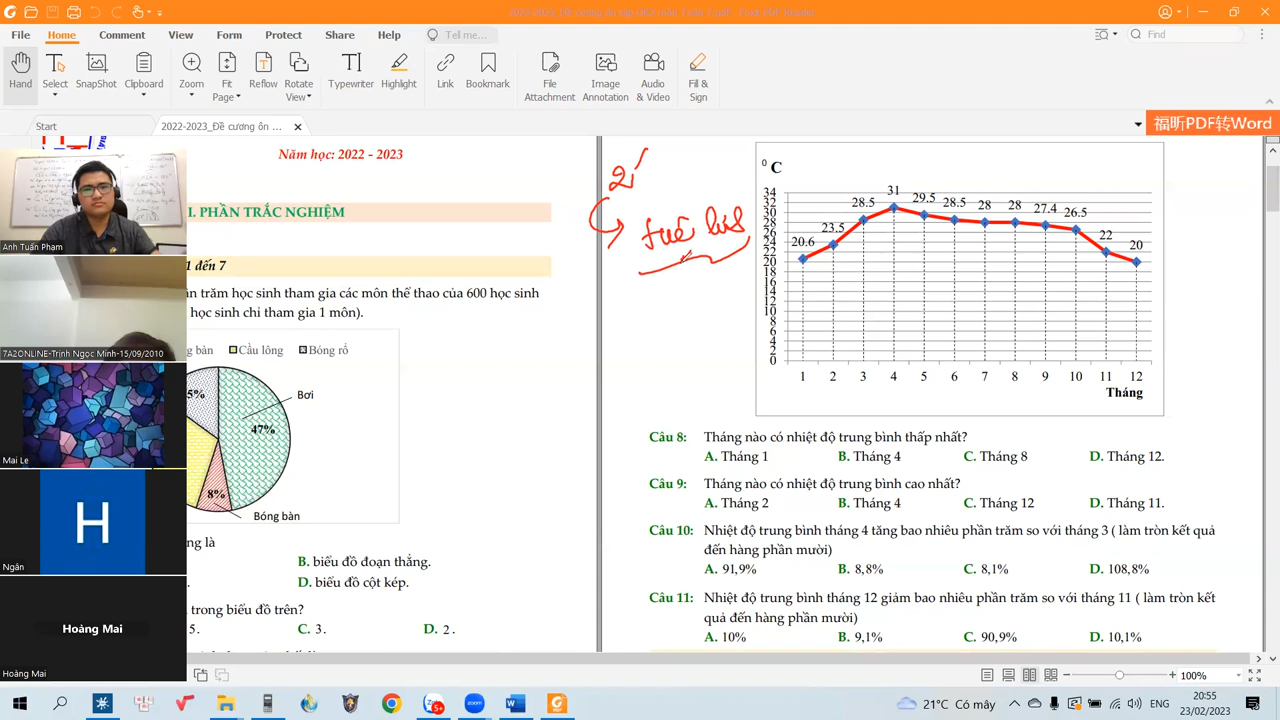 2022-2023_Đề cương ôn tập GK2 môn Toán 7.pdf - Foxit PDF Reader
File Home Comment View Form Protect Share Help Tell me... Find
Hand Select SnapShot Clipboard Zoom Fit Page Reflow Rotate View Typewriter Highlight Link Bookmark File Attachment Image Annotation Audio & Video Fill & Sign
Start 2022-2023_Đề cương ôn ... 福昕PDF转Word
Năm học: 2022 - 2023
I. PHẦN TRẮC NGHIỆM
1 đến 7
ần trăm học sinh tham gia các môn thể thao của 600 học sinh
học sinh chỉ tham gia 1 môn).
g bàn Cầu lông Bóng rổ
5%
Bơi
47%
8%
Bóng bàn
ng là
B. biểu đồ đoạn thẳng.
D. biểu đồ cột kép.
trong biểu đồ trên?
5. C. 3. D. 2.
Anh Tuấn Phạm
7A2ONLINE-Trịnh Ngọc Minh-15/09/2010
Mai Le
H
Ngân
Hoàng Mai
Hoàng Mai
2i'
0 C
34
32
30
28
26
24
22
20
18
16
14
12
10
8
6
4
2
0
20.6 23.5 28.5 31 29.5 28.5 28 28 27.4 26.5 22 20
1 2 3 4 5 6 7 8 9 10 11 12
Tháng
Câu 8: Tháng nào có nhiệt độ trung bình thấp nhất?
A. Tháng 1 B. Tháng 4 C. Tháng 8 D. Tháng 12.
Câu 9: Tháng nào có nhiệt độ trung bình cao nhất?
A. Tháng 2 B. Tháng 4 C. Tháng 12 D. Tháng 11.
Câu 10: Nhiệt độ trung bình tháng 4 tăng bao nhiêu phần trăm so với tháng 3 ( làm tròn kết quả
đến hàng phần mười)
A. 91,9% B. 8,8% C. 8,1% D. 108,8%
Câu 11: Nhiệt độ trung bình tháng 12 giảm bao nhiêu phần trăm so với tháng 11 ( làm tròn kết
quả đến hàng phần mười)
A. 10% B. 9,1% C. 90,9% D. 10,1%
100%
21°C Có mây
20:55
23/02/2023